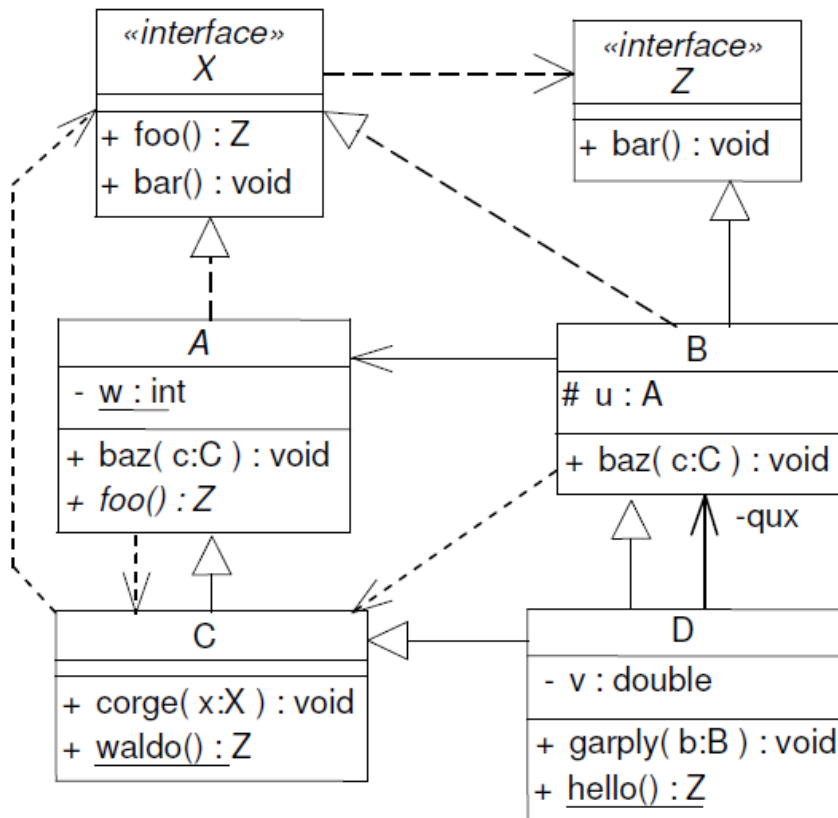 «interface»
X
+ foo() : Z
+ bar() : void
«interface»
Z
+ bar() : void
A
- w : int
+ baz( c:C ) : void
+ foo() : Z
B
# u : A
+ baz( c:C ) : void
-qux
C
+ corge( x:X ) : void
+ waldo() : Z
D
- v : double
+ garply( b:B ) : void
+ hello() : Z